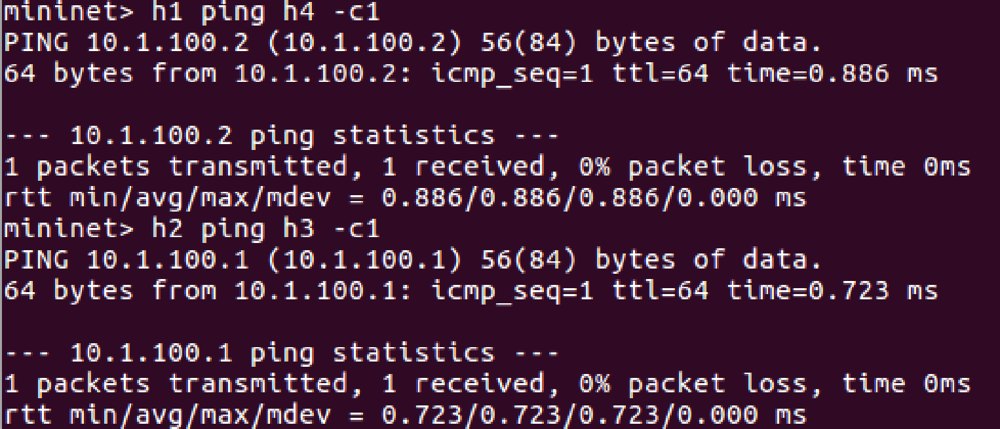 mininet> h1 ping h4 -c1
PING 10.1.100.2 (10.1.100.2) 56(84) bytes of data.
64 bytes from 10.1.100.2: icmp_seq=1 ttl=64 time=0.886 ms
--- 10.1.100.2 ping statistics ---
1 packets transmitted, 1 received, 0% packet loss, time 0ms
rtt min/avg/max/mdev = 0.886/0.886/0.886/0.000 ms
mininet> h2 ping h3 -c1
PING 10.1.100.1 (10.1.100.1) 56(84) bytes of data.
64 bytes from 10.1.100.1: icmp_seq=1 ttl=64 time=0.723 ms
--- 10.1.100.1 ping statistics ---
1 packets transmitted, 1 received, 0% packet loss, time 0ms
rtt min/avg/max/mdev = 0.723/0.723/0.723/0.000 ms